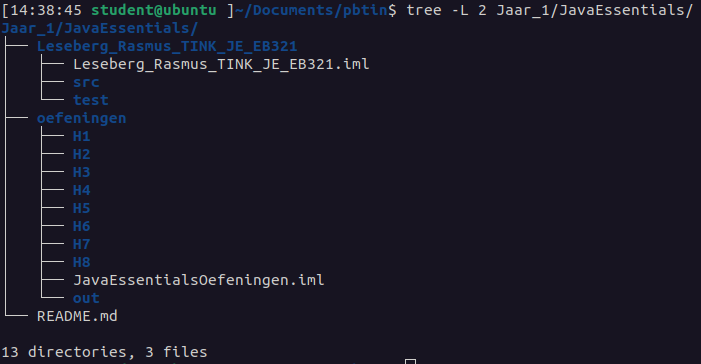 [14:38:45 student@ubuntu ]~/Documents/pbtin$ tree -L 2 Jaar_1/JavaEssentials/
Jaar_1/JavaEssentials/
├── Leseberg_Rasmus_TINK_JE_EB321
│   ├── Leseberg_Rasmus_TINK_JE_EB321.iml
│   ├── src
│   └── test
├── oefeningen
│   ├── H1
│   ├── H2
│   ├── H3
│   ├── H4
│   ├── H5
│   ├── H6
│   ├── H7
│   ├── H8
│   ├── JavaEssentialsOefeningen.iml
│   └── out
└── README.md
13 directories, 3 files